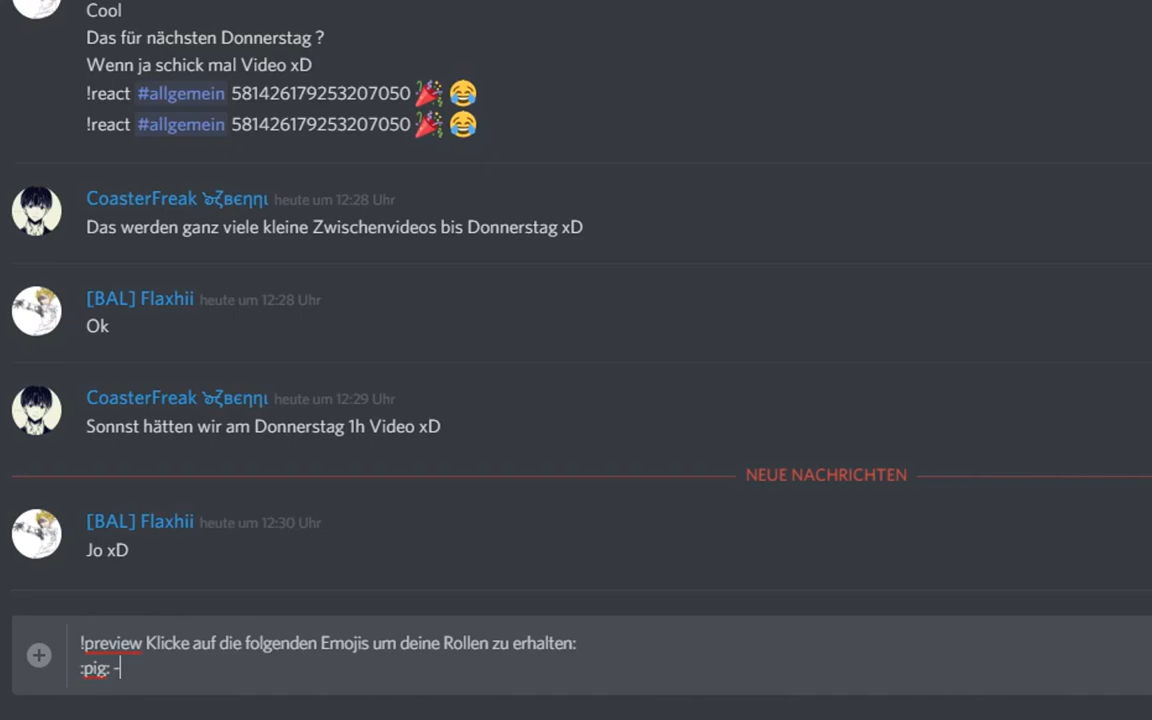 Cool
Das für nächsten Donnerstag ?
Wenn ja schick mal Video xD
!react #allgemein 581426179253207050 🎉 😂
!react #allgemein 581426179253207050 🎉 😂
CoasterFreak heute um 12:28 Uhr
Das werden ganz viele kleine Zwischenvideos bis Donnerstag xD
[BAL] Flaxhii heute um 12:28 Uhr
Ok
CoasterFreak heute um 12:29 Uhr
Sonnst hätten wir am Donnerstag 1h Video xD
NEUE NACHRICHTEN
[BAL] Flaxhii heute um 12:30 Uhr
Jo xD
!preview Klicke auf die folgenden Emojis um deine Rollen zu erhalten:
:pig: -